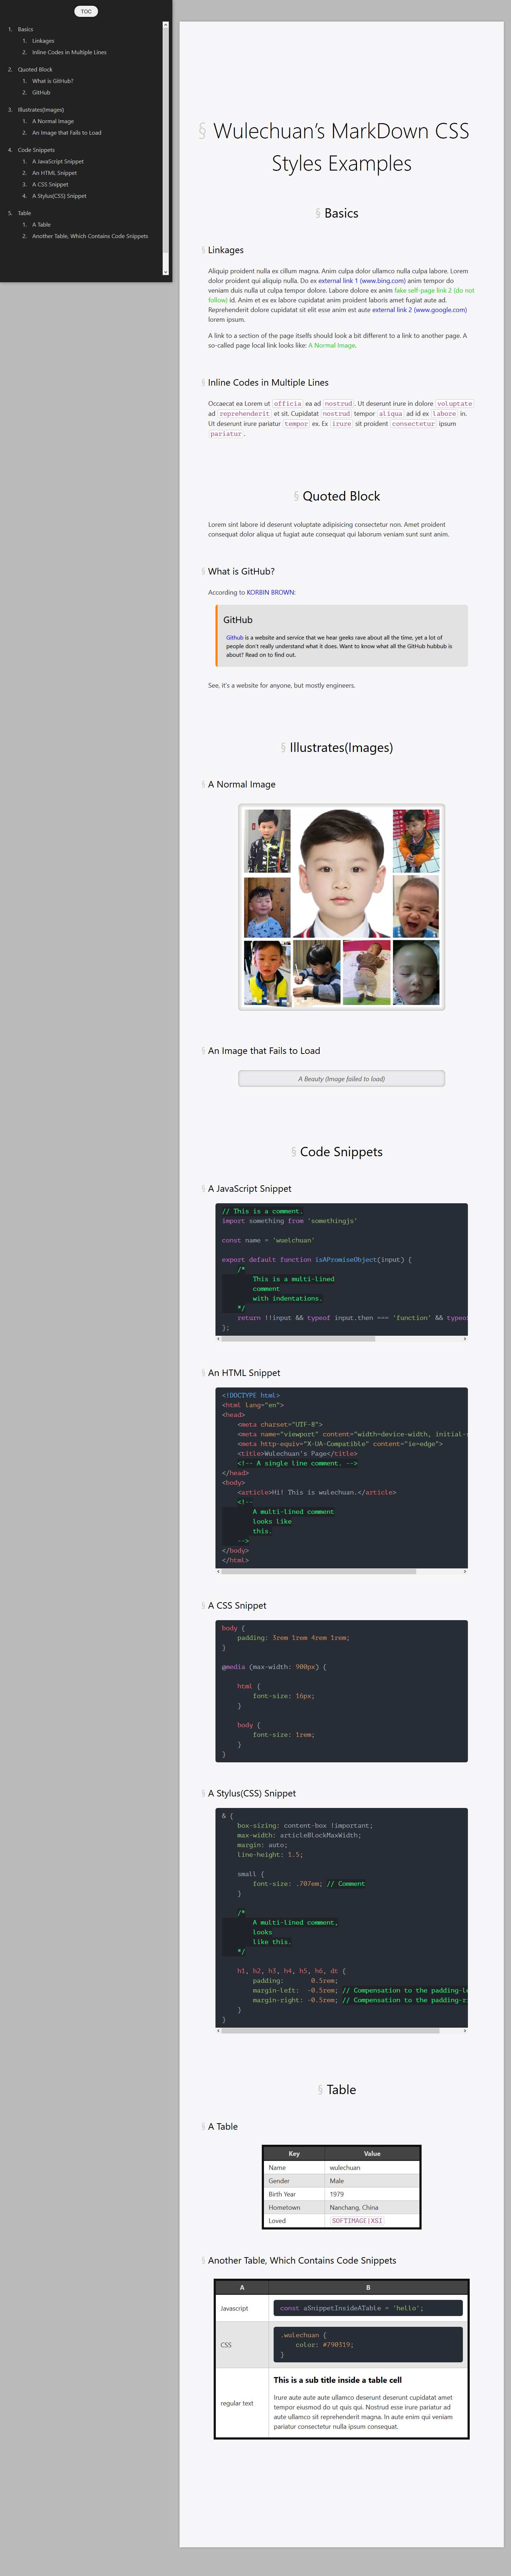 TOC
1. Basics
1. Linkages
2. Inline Codes in Multiple Lines
2. Quoted Block
1. What is GitHub?
2. GitHub
3. Illustrates(Images)
1. A Normal Image
2. An Image that Fails to Load
4. Code Snippets
1. A JavaScript Snippet
2. An HTML Snippet
3. A CSS Snippet
4. A Stylus(CSS) Snippet
5. Table
1. A Table
2. Another Table, Which Contains Code Snippets
§ Wulechuan’s MarkDown CSS
Styles Examples
§ Basics
§ Linkages
Aliquip proident nulla ex cillum magna. Anim culpa dolor ullamco nulla culpa labore. Lorem
dolor proident qui aliquip nulla. Do ex external link 1 (www.bing.com) anim tempor do
veniam duis nulla ut culpa tempor dolore. Labore dolore ex anim fake self-page link 2 (do not
follow) id. Anim et ex ex labore cupidatat anim proident laboris amet fugiat aute ad.
Reprehenderit dolore cupidatat sit elit esse anim est aute external link 2 (www.google.com)
lorem ipsum.
A link to a section of the page itself should look a bit different to a link to another page. A
so-called page local link looks like: A Normal Image.
§ Inline Codes in Multiple Lines
Occaecat ea Lorem ut officia ea ad nostrud. Ut deserunt irure in dolore voluptate
ad reprehenderit et sit. Cupidatat nostrud tempor aliqua ad id ex labore in.
Ut deserunt irure pariatur tempor ex. Ex irure sit proident consectetur ipsum
pariatur.
§ Quoted Block
Lorem sint labore id deserunt voluptate adipisicing consectetur non. Amet proident
consequat dolor aliqua ut fugiat aute consequat qui laborum veniam sunt sunt anim.
§ What is GitHub?
According to KORBIN BROWN:
GitHub
Github is a website and service that we hear geeks rave about all the time, yet a lot of
people don’t really understand what it does. Want to know what all the GitHub hubbub is
about? Read on to find out.
See, it’s a website for anyone, but mostly engineers.
§ Illustrates(Images)
§ A Normal Image
§ An Image that Fails to Load
A Beauty (Image failed to load)
§ Code Snippets
§ A JavaScript Snippet
// This is a comment.
import something from 'somethingjs'
const name = 'wuelchuan'
export default function isAPromiseObject(input) {
/*
This is a multi-lined
comment
with indentations.
*/
return !!input && typeof input.then === 'function' && typeo
};
§ An HTML Snippet
<!DOCTYPE html>
<html lang="en">
<head>
<meta charset="UTF-8">
<meta name="viewport" content="width=device-width, initial-s
<meta http-equiv="X-UA-Compatible" content="ie=edge">
<title>Wulechuan's Page</title>
<!-- A single line comment. -->
</head>
<body>
<article>Hi! This is wulechuan.</article>
<!--
A multi-lined comment
looks like
this.
-->
</body>
</html>
§ A CSS Snippet
body {
padding: 3rem 1rem 4rem 1rem;
}
@media (max-width: 900px) {
html {
font-size: 16px;
}
body {
font-size: 1rem;
}
}
§ A Stylus(CSS) Snippet
& {
box-sizing: content-box !important;
max-width: articleBlockMaxWidth;
margin: auto;
line-height: 1.5;
small {
font-size: .707em; // Comment
}
/*
A multi-lined comment,
looks
like this.
*/
h1, h2, h3, h4, h5, h6, dt {
padding: 0.5rem;
margin-left: -0.5rem; // Compensation to the padding-le
margin-right: -0.5rem; // Compensation to the padding-ri
}
}
§ Table
§ A Table
Key Value
Name wulechuan
Gender Male
Birth Year 1979
Hometown Nanchang, China
Loved SOFTIMAGE|XSI
§ Another Table, Which Contains Code Snippets
A B
Javascript const aSnippetInsideATable = 'hello';
CSS .wulechuan {
color: #790319;
}
This is a sub title inside a table cell
regular text Irure aute aute aute ullamco deserunt deserunt cupidatat amet
tempor eiusmod do ut quis qui. Nostrud esse irure pariatur ad
aute ullamco sit reprehenderit magna. In aute enim qui veniam
pariatur consectetur nulla ipsum consequat.